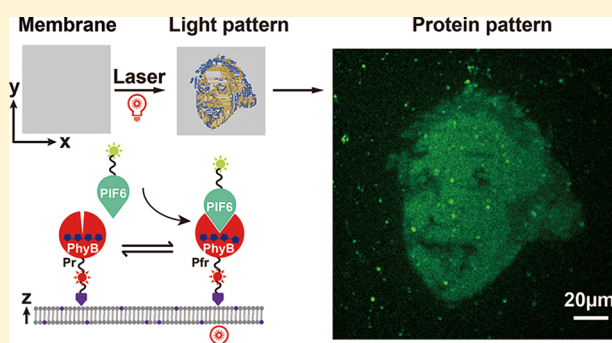 Membrane
Light pattern
Protein pattern
Laser
y
x
PIF6
PIF6
PhyB
PhyB
Pr
Pfr
z
20μm